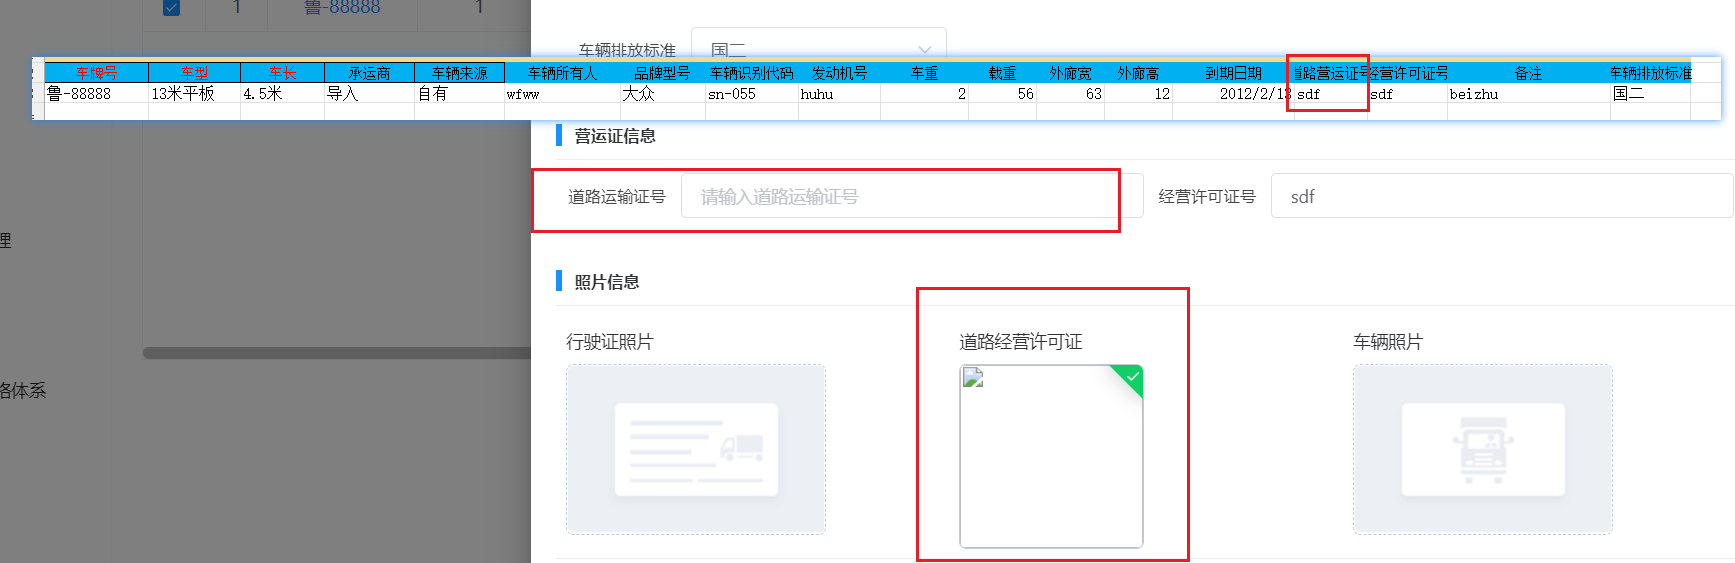 1 鲁-88888 1
车辆排放标准 国二
车牌号 车型 车长 承运商 车辆来源 车辆所有人 品牌型号 车辆识别代码 发动机号 车重 载重 外廊宽 外廊高 到期日期 道路营运证号 经营许可证号 备注 车辆排放标准
鲁-88888 13米平板 4.5米 导入 自有 wfww 大众 sn-055 huhu 2 56 63 12 2012/2/13 sdf sdf beizhu 国二
营运证信息
道路运输证号 请输入道路运输证号 经营许可证号 sdf
理
照片信息
行驶证照片 道路经营许可证 车辆照片
络体系